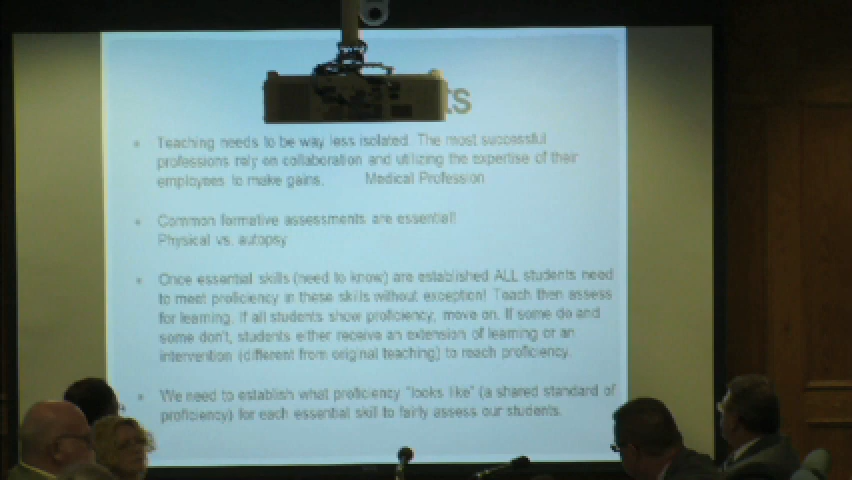 ts
Teaching needs to be way less isolated. The most successful
professions rely on collaboration and utilizing the expertise of their
employees to make gains. Medical Profession
Common formative assessments are essential!
Physical vs. autopsy
Once essential skills (need to know) are established ALL students need
to meet proficiency in these skills without exception! Teach then assess
for learning. If all students show proficiency, move on. If some do and
some don't, students either receive an extension of learning or an
intervention (different from original teaching) to reach proficiency.
We need to establish what proficiency "looks like" (a shared standard of
proficiency) for each essential skill to fairly assess our students.